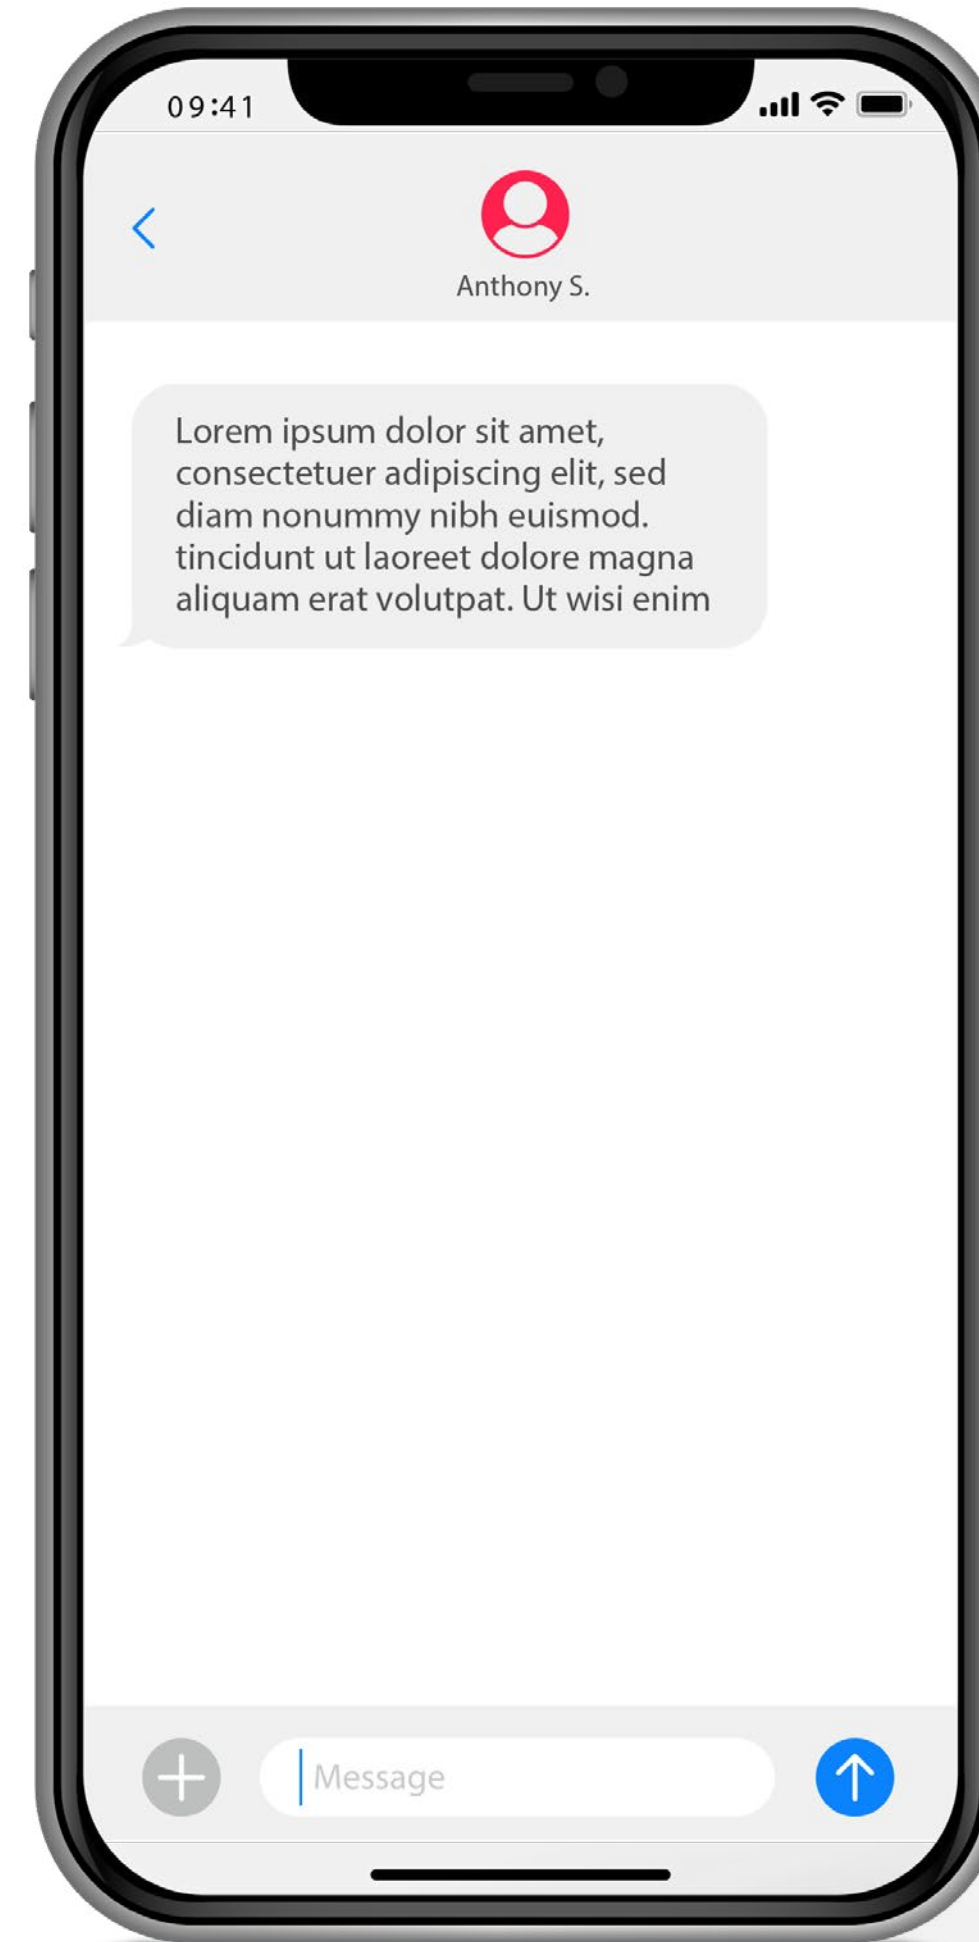 09:41
Anthony S.
Lorem ipsum dolor sit amet,
consectetuer adipiscing elit, sed
diam nonummy nibh euismod.
tincidunt ut laoreet dolore magna
aliquam erat volutpat. Ut wisi enim
Message